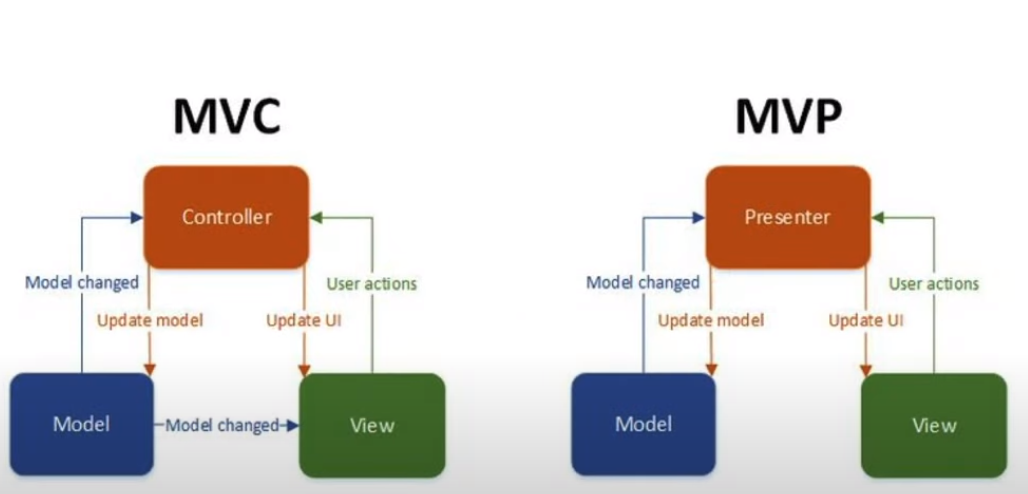 MVC
Controller
Model changed
User actions
Update model
Update UI
Model
Model changed
View
MVP
Presenter
Model changed
User actions
Update model
Update UI
Model
View